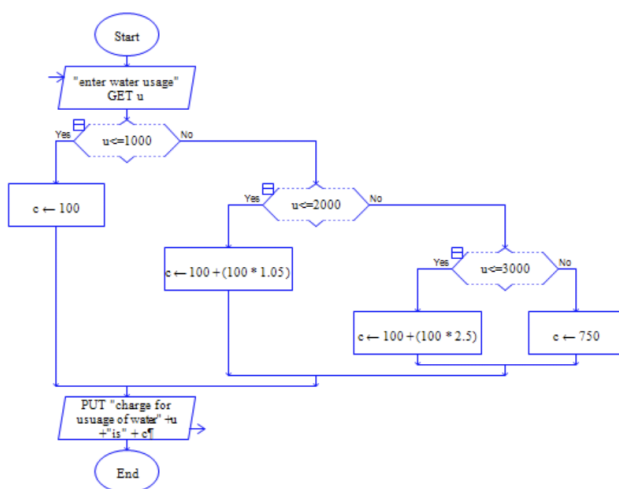 Start
"enter water usage"
GET u
Yes
u<=1000
No
c ← 100
Yes
u<=2000
No
c ← 100 + (100 * 1.05)
Yes
u<=3000
No
c ← 100 + (100 * 2.5)
c ← 750
PUT "charge for
usuage of water" +u
+"is" + c¶
End